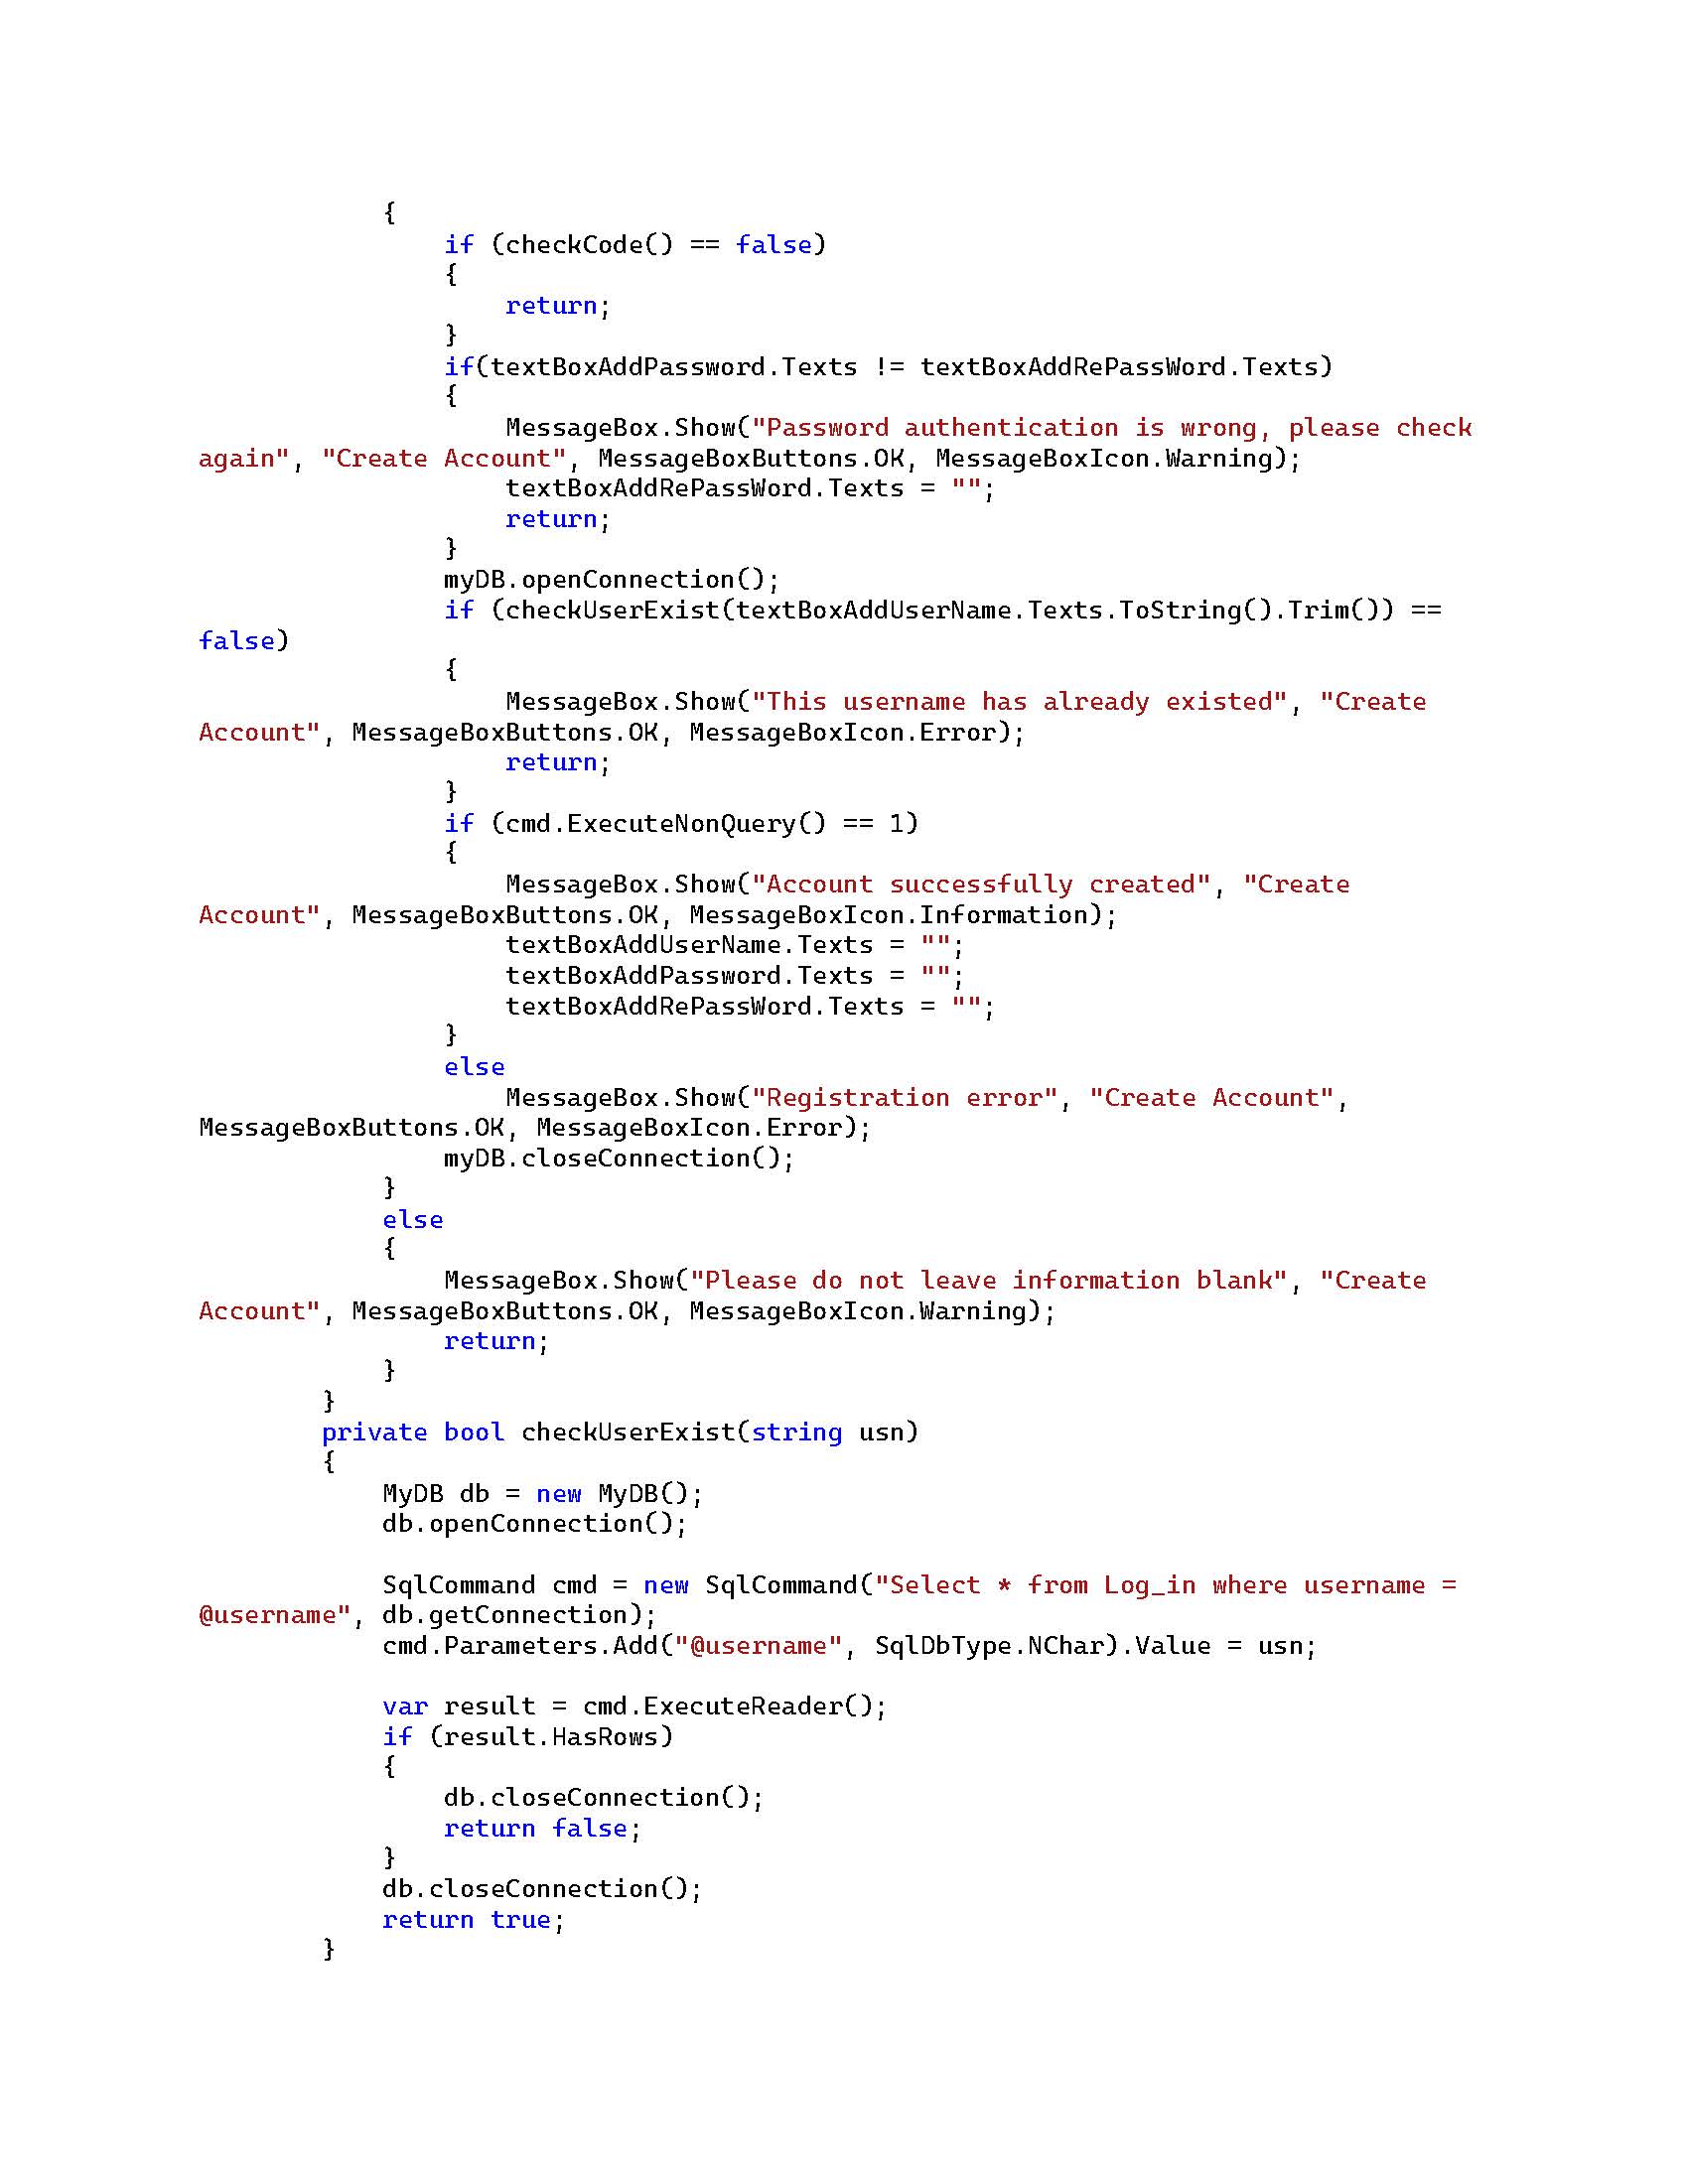 {
if (checkCode() == false)
{
return;
}
if(textBoxAddPassword.Texts != textBoxAddRePassWord.Texts)
{
MessageBox.Show("Password authentication is wrong, please check
again", "Create Account", MessageBoxButtons.OK, MessageBoxIcon.Warning);
textBoxAddRePassWord.Texts = "";
return;
}
myDB.openConnection();
if (checkUserExist(textBoxAddUserName.Texts.ToString().Trim()) ==
false)
{
MessageBox.Show("This username has already existed", "Create
Account", MessageBoxButtons.OK, MessageBoxIcon.Error);
return;
}
if (cmd.ExecuteNonQuery() == 1)
{
MessageBox.Show("Account successfully created", "Create
Account", MessageBoxButtons.OK, MessageBoxIcon.Information);
textBoxAddUserName.Texts = "";
textBoxAddPassword.Texts = "";
textBoxAddRePassWord.Texts = "";
}
else
MessageBox.Show("Registration error", "Create Account",
MessageBoxButtons.OK, MessageBoxIcon.Error);
myDB.closeConnection();
}
else
{
MessageBox.Show("Please do not leave information blank", "Create
Account", MessageBoxButtons.OK, MessageBoxIcon.Warning);
return;
}
}
private bool checkUserExist(string usn)
{
MyDB db = new MyDB();
db.openConnection();
SqlCommand cmd = new SqlCommand("Select * from Log_in where username =
@username", db.getConnection);
cmd.Parameters.Add("@username", SqlDbType.NChar).Value = usn;
var result = cmd.ExecuteReader();
if (result.HasRows)
{
db.closeConnection();
return false;
}
db.closeConnection();
return true;
}